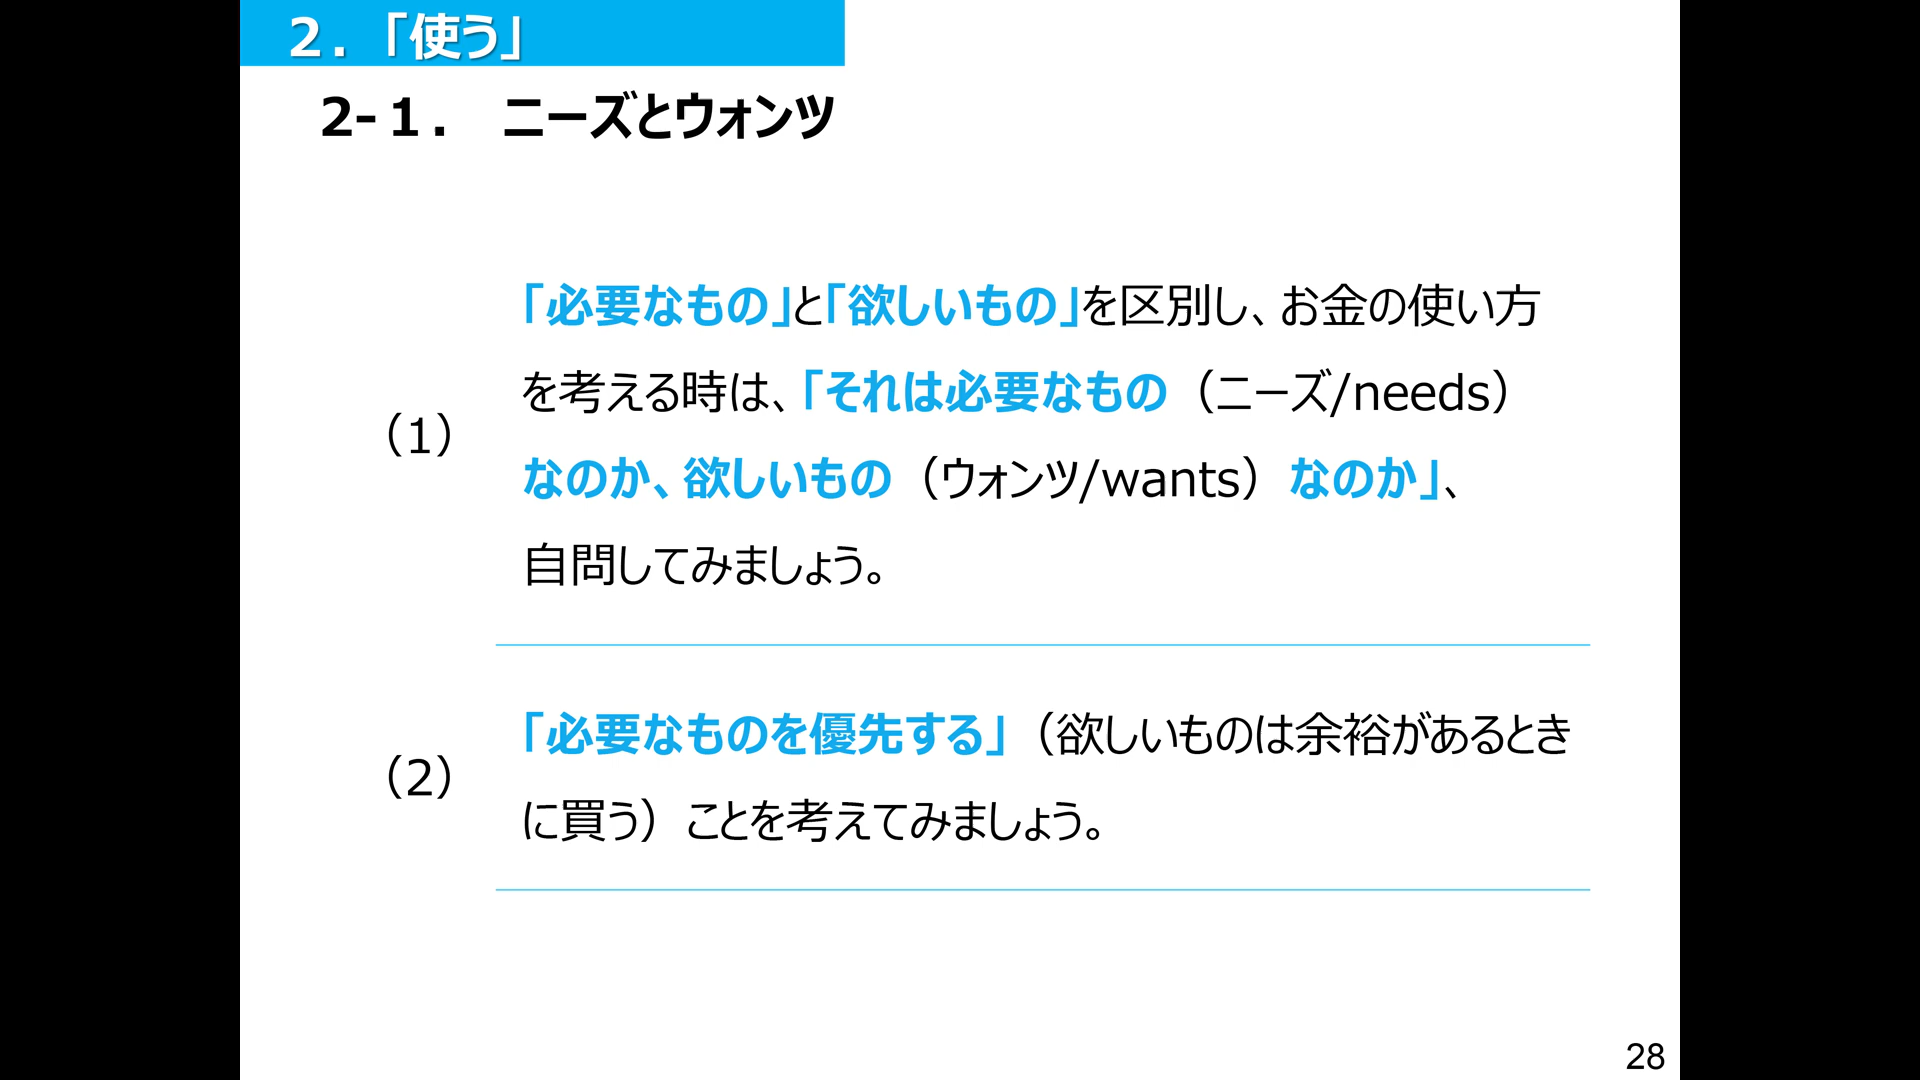 ２．「使う」
2-１．　ニーズとウォンツ
（1）
「必要なもの」と「欲しいもの」を区別し、お金の使い方
を考える時は、「それは必要なもの（ニーズ/needs）
なのか、欲しいもの（ウォンツ/wants）なのか」、
自問してみましょう。
（2）
「必要なものを優先する」（欲しいものは余裕があるとき
に買う）ことを考えてみましょう。
28